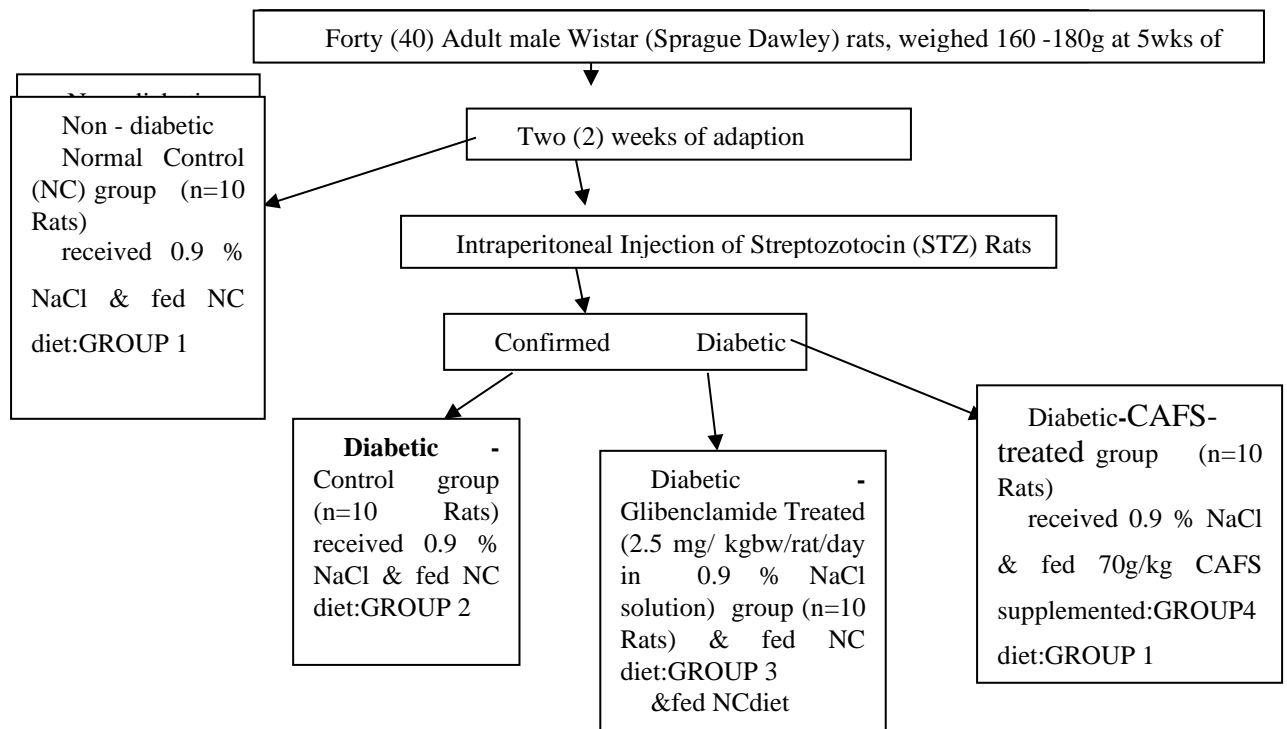 Forty (40) Adult male Wistar (Sprague Dawley) rats, weighed 160 -180g at 5wks of
Non - diabetic
Normal Control
(NC) group (n=10
Rats)
received 0.9 %
NaCl & fed NC
diet:GROUP 1
Two (2) weeks of adaption
Intraperitoneal Injection of Streptozotocin (STZ) Rats
Confirmed Diabetic
Diabetic -
Control group
(n=10 Rats)
received 0.9 %
NaCl & fed NC
diet:GROUP 2
Diabetic -
Glibenclamide Treated
(2.5 mg/ kgbw/rat/day
in 0.9 % NaCl
solution) group (n=10
Rats) & fed NC
diet:GROUP 3
&fed NCdiet
Diabetic-CAFS-
treated group (n=10
Rats)
received 0.9 % NaCl
& fed 70g/kg CAFS
supplemented:GROUP4
diet:GROUP 1